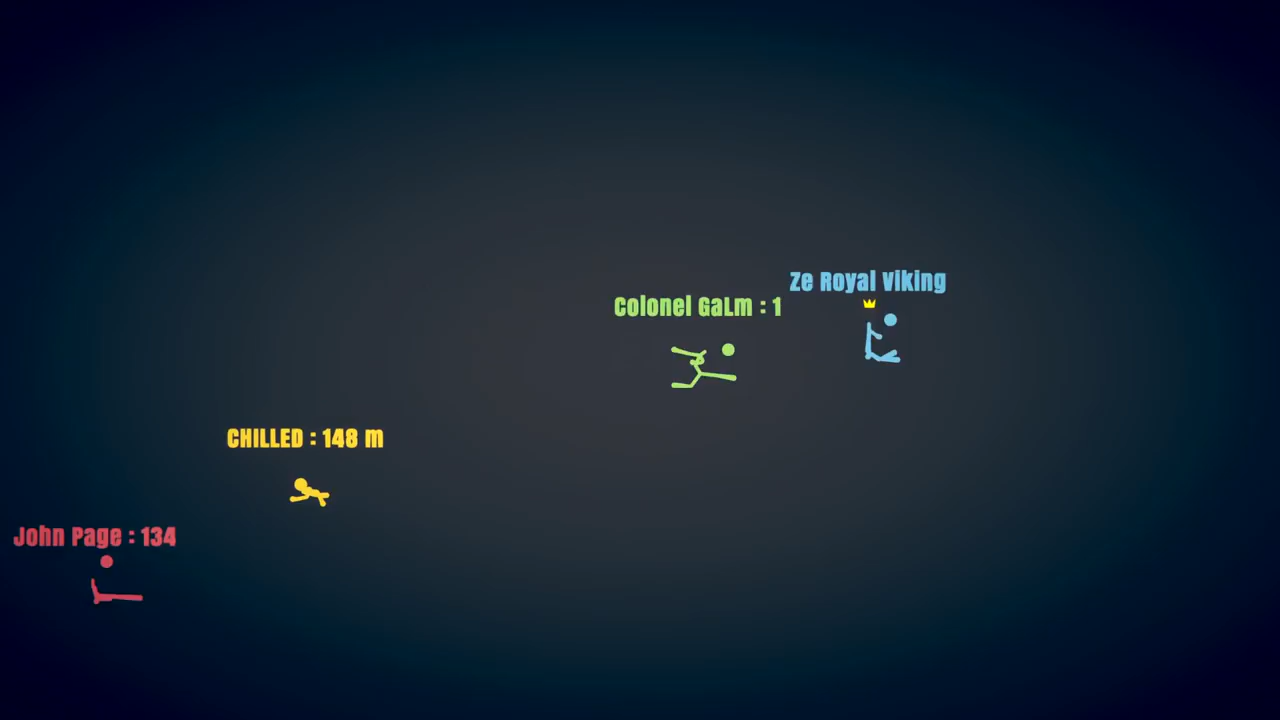 Ze Royal Viking
Colonel GaLm : 1
CHILLED : 148 m
John Page : 134